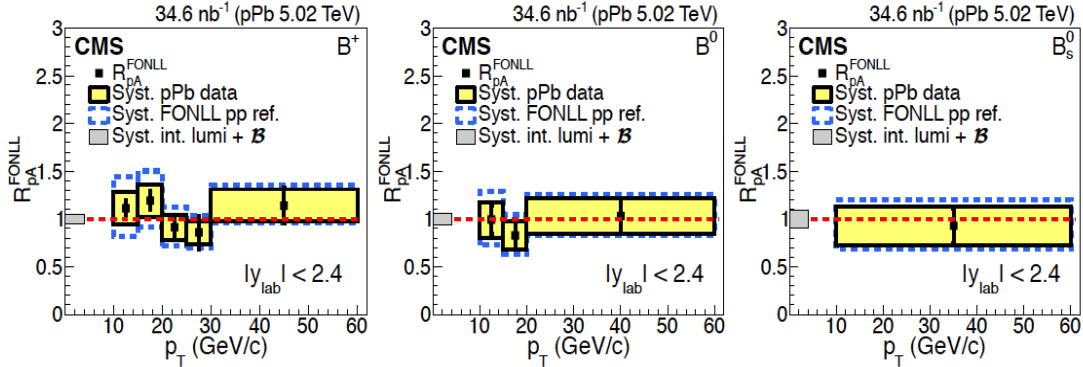 34.6 nb⁻¹ (pPb 5.02 TeV)
CMS B⁺
R_pA^FONLL
Syst. pPb data
Syst. FONLL pp ref.
Syst. int. lumi + 𝓑
|y_lab| < 2.4
R_pA^FONLL
3
2.5
2
1.5
1
0.5
0
10 20 30 40 50 60
p_T (GeV/c)
34.6 nb⁻¹ (pPb 5.02 TeV)
CMS B⁰
R_pA^FONLL
Syst. pPb data
Syst. FONLL pp ref.
Syst. int. lumi + 𝓑
|y_lab| < 2.4
R_pA^FONLL
3
2.5
2
1.5
1
0.5
0
10 20 30 40 50 60
p_T (GeV/c)
34.6 nb⁻¹ (pPb 5.02 TeV)
CMS B_s^0
R_pA^FONLL
Syst. pPb data
Syst. FONLL pp ref.
Syst. int. lumi + 𝓑
|y_lab| < 2.4
R_pA^FONLL
3
2.5
2
1.5
1
0.5
0
10 20 30 40 50 60
p_T (GeV/c)